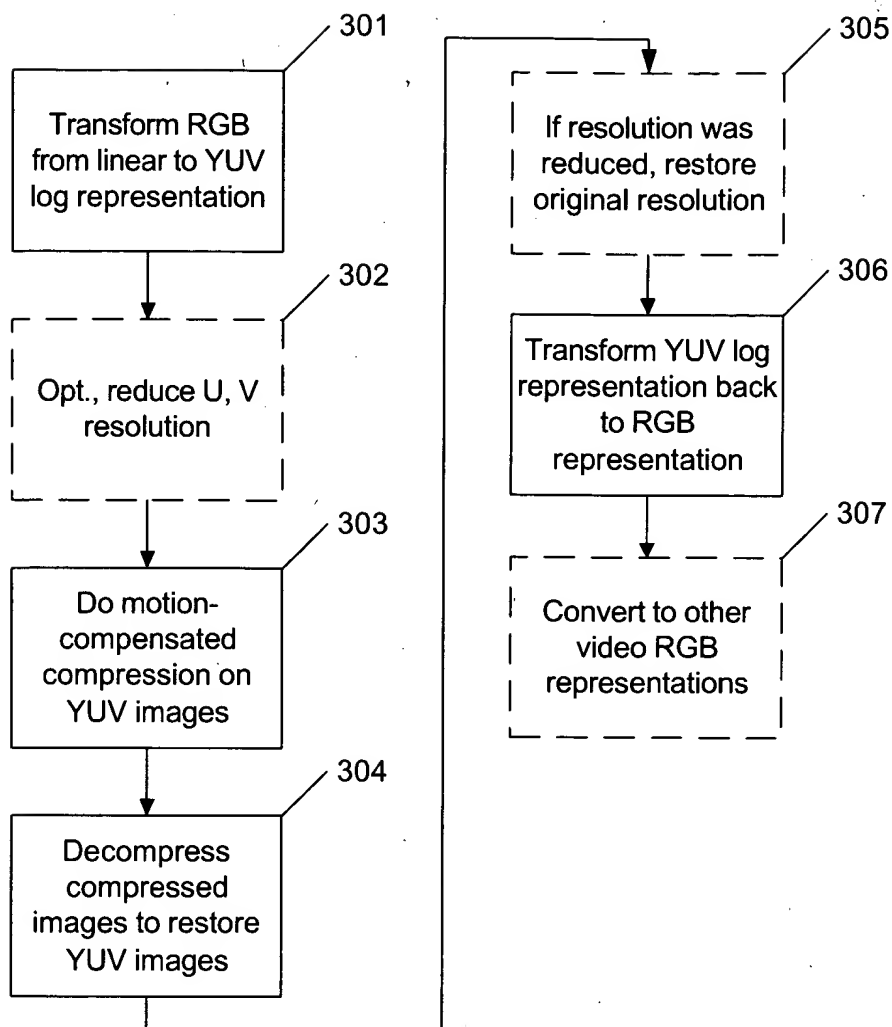 301
Transform RGB
from linear to YUV
log representation
302
Opt., reduce U, V
resolution
303
Do motion-
compensated
compression on
YUV images
304
Decompress
compressed
images to restore
YUV images
305
If resolution was
reduced, restore
original resolution
306
Transform YUV log
representation back
to RGB
representation
307
Convert to other
video RGB
representations